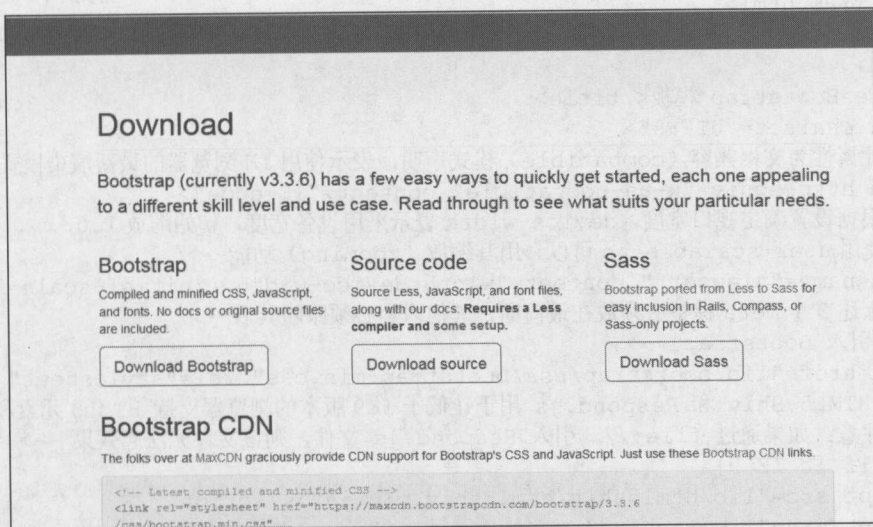 Download
Bootstrap (currently v3.3.6) has a few easy ways to quickly get started, each one appealing
to a different skill level and use case. Read through to see what suits your particular needs.
Bootstrap
Compiled and minified CSS, JavaScript,
and fonts. No docs or original source files
are included.
Download Bootstrap
Source code
Source Less, JavaScript, and font files,
along with our docs. Requires a Less
compiler and some setup.
Download source
Sass
Bootstrap ported from Less to Sass for
easy inclusion in Rails, Compass, or
Sass-only projects.
Download Sass
Bootstrap CDN
The folks over at MaxCDN graciously provide CDN support for Bootstrap's CSS and JavaScript. Just use these Bootstrap CDN links.
<!-- Latest compiled and minified CSS -->
<link rel="stylesheet" href="https://maxcdn.bootstrapcdn.com/bootstrap/3.3.6
/css/bootstrap.min.css"